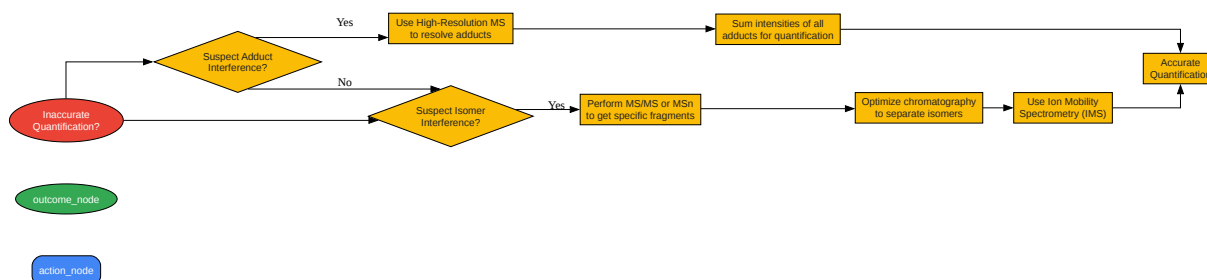 Yes
Use High-Resolution MS
to resolve adducts
Sum intensities of all
adducts for quantification
Suspect Adduct
Interference?
Accurate
Quantification
No
Inaccurate
Quantification?
Suspect Isomer
Interference?
Yes
Perform MS/MS or MSn
to get specific fragments
Optimize chromatography
to separate isomers
Use Ion Mobility
Spectrometry (IMS)
outcome_node
action_node